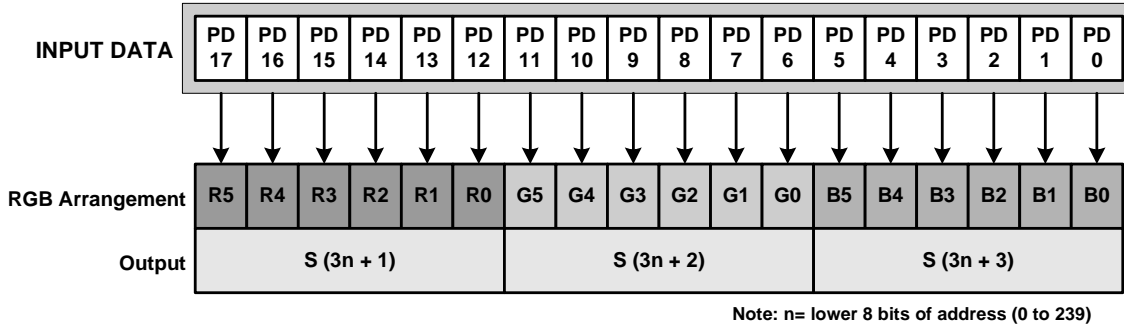 INPUT DATA
PD PD PD PD PD PD PD PD PD PD PD PD PD PD PD PD PD PD
17 16 15 14 13 12 11 10 9 8 7 6 5 4 3 2 1 0
RGB Arrangement R5 R4 R3 R2 R1 R0 G5 G4 G3 G2 G1 G0 B5 B4 B3 B2 B1 B0
Output S (3n + 1) S (3n + 2) S (3n + 3)
Note: n= lower 8 bits of address (0 to 239)